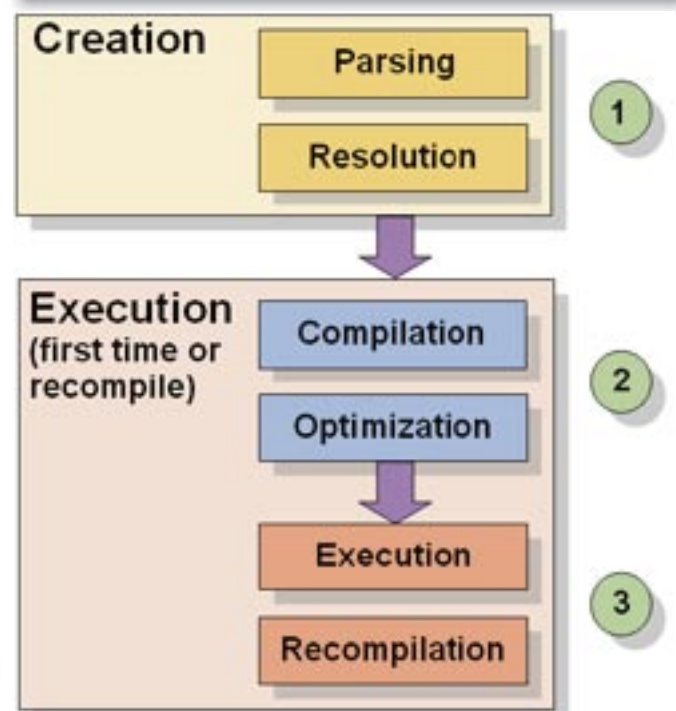 Creation
Parsing
1
Resolution
Execution
(first time or
recompile)
Compilation
2
Optimization
Execution
3
Recompilation